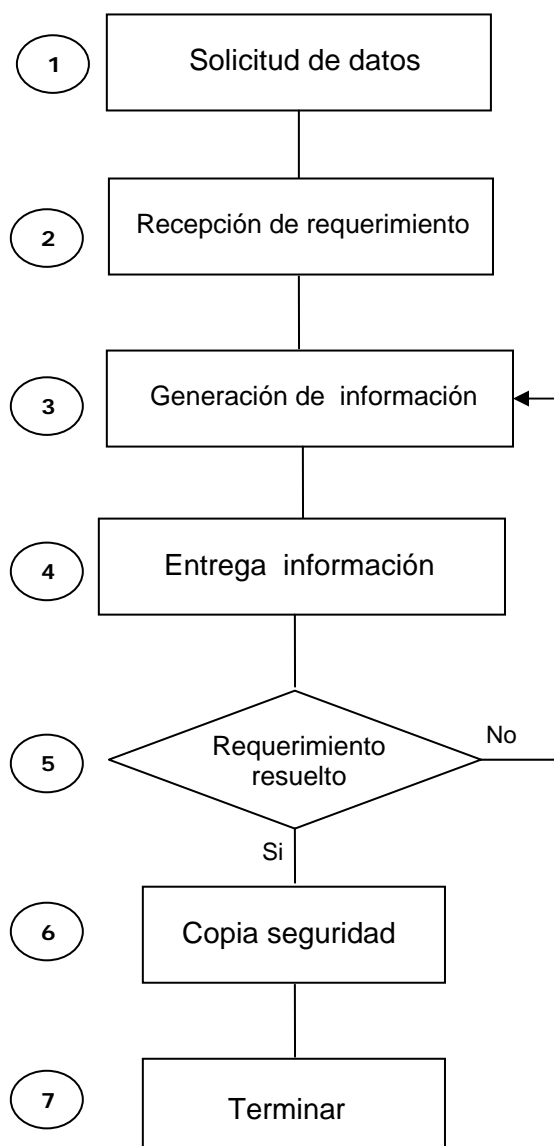 1
Solicitud de datos
2
Recepción de requerimiento
3
Generación de información
4
Entrega información
5
Requerimiento
resuelto
No
Si
6
Copia seguridad
7
Terminar